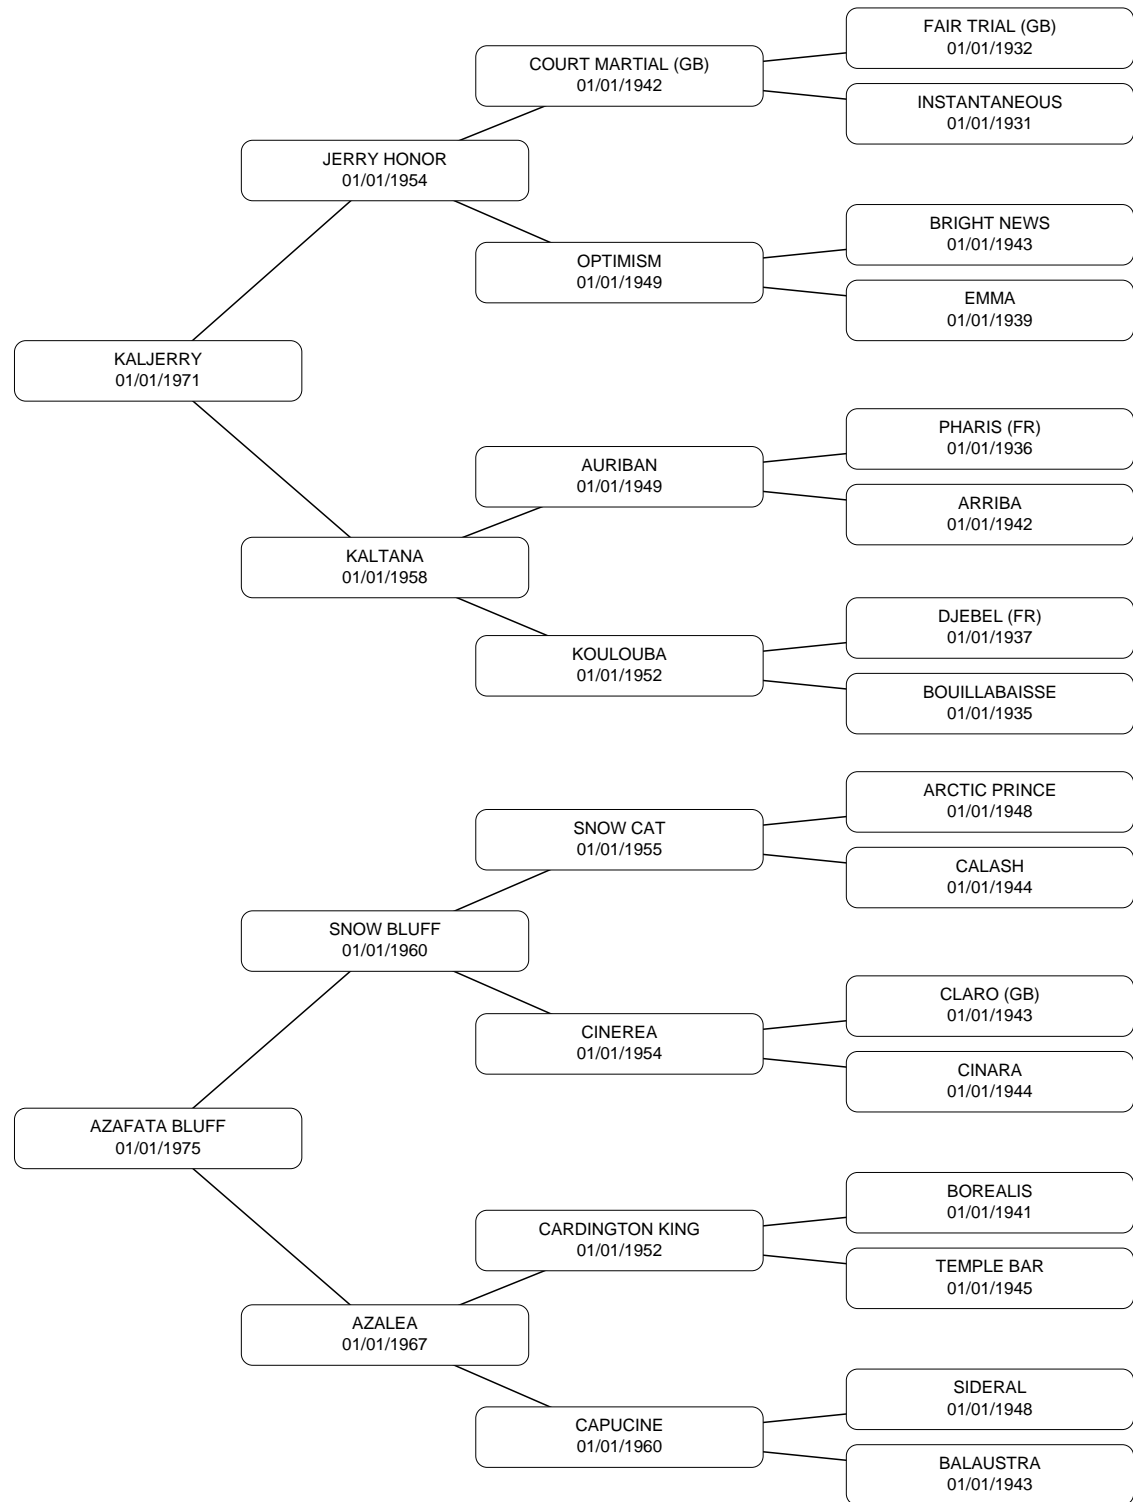 FAIR TRIAL (GB)
01/01/1932
COURT MARTIAL (GB)
01/01/1942
INSTANTANEOUS
01/01/1931
JERRY HONOR
01/01/1954
BRIGHT NEWS
01/01/1943
OPTIMISM
01/01/1949
EMMA
01/01/1939
KALJERRY
01/01/1971
PHARIS (FR)
01/01/1936
AURIBAN
01/01/1949
ARRIBA
01/01/1942
KALTANA
01/01/1958
DJEBEL (FR)
01/01/1937
KOULOUBA
01/01/1952
BOUILLABAISSE
01/01/1935
ARCTIC PRINCE
01/01/1948
SNOW CAT
01/01/1955
CALASH
01/01/1944
SNOW BLUFF
01/01/1960
CLARO (GB)
01/01/1943
CINEREA
01/01/1954
CINARA
01/01/1944
AZAFATA BLUFF
01/01/1975
BOREALIS
01/01/1941
CARDINGTON KING
01/01/1952
TEMPLE BAR
01/01/1945
AZALEA
01/01/1967
SIDERAL
01/01/1948
CAPUCINE
01/01/1960
BALAUSTRA
01/01/1943